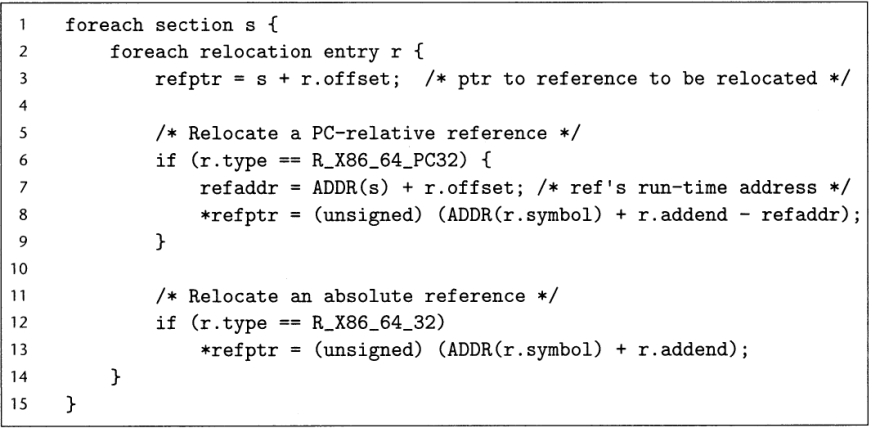 1 foreach section s {
2 foreach relocation entry r {
3 refptr = s + r.offset; /* ptr to reference to be relocated */
4
5 /* Relocate a PC-relative reference */
6 if (r.type == R_X86_64_PC32) {
7 refaddr = ADDR(s) + r.offset; /* ref's run-time address */
8 *refptr = (unsigned) (ADDR(r.symbol) + r.addend - refaddr);
9 }
10
11 /* Relocate an absolute reference */
12 if (r.type == R_X86_64_32)
13 *refptr = (unsigned) (ADDR(r.symbol) + r.addend);
14 }
15 }